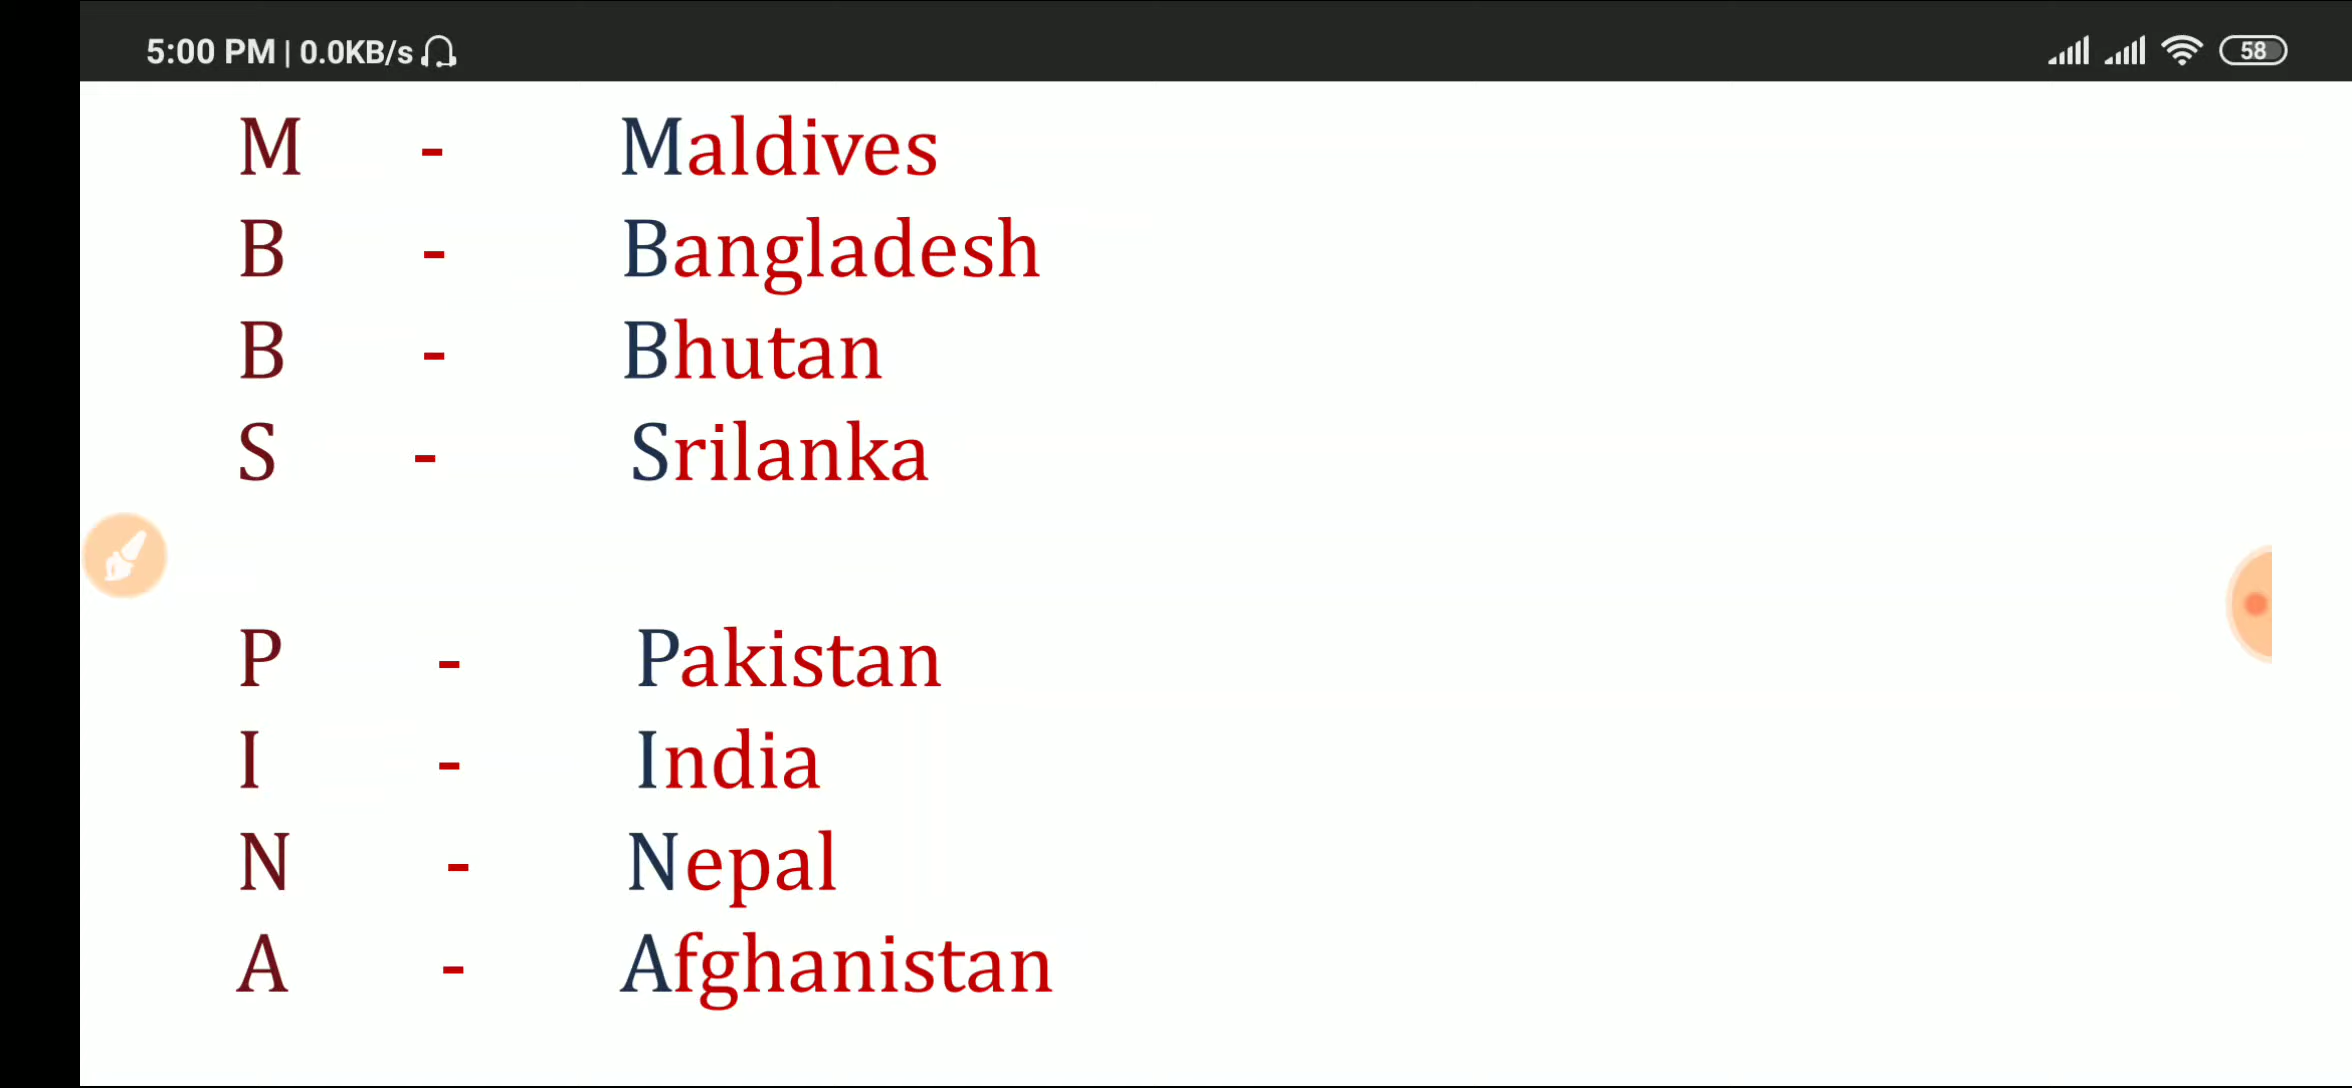 5:00 PM | 0.0KB/s 58
M - Maldives
B - Bangladesh
B - Bhutan
S - Srilanka
P - Pakistan
I - India
N - Nepal
A - Afghanistan